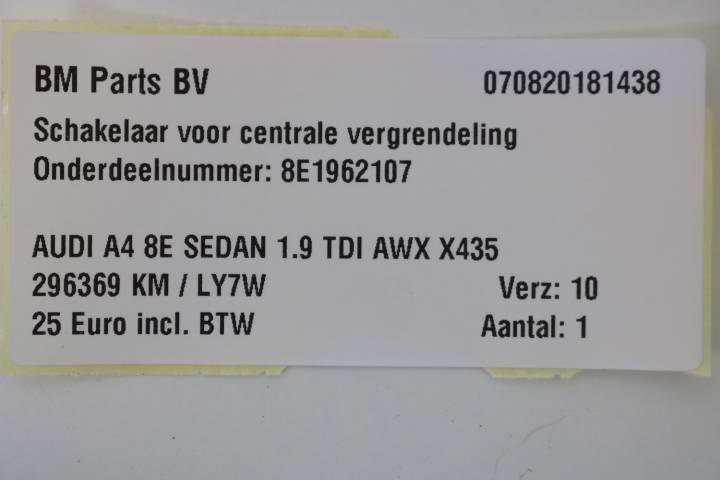 BM Parts BV 070820181438
Schakelaar voor centrale vergrendeling
Onderdeelnummer: 8E1962107
AUDI A4 8E SEDAN 1.9 TDI AWX X435
296369 KM / LY7W Verz: 10
25 Euro incl. BTW Aantal: 1